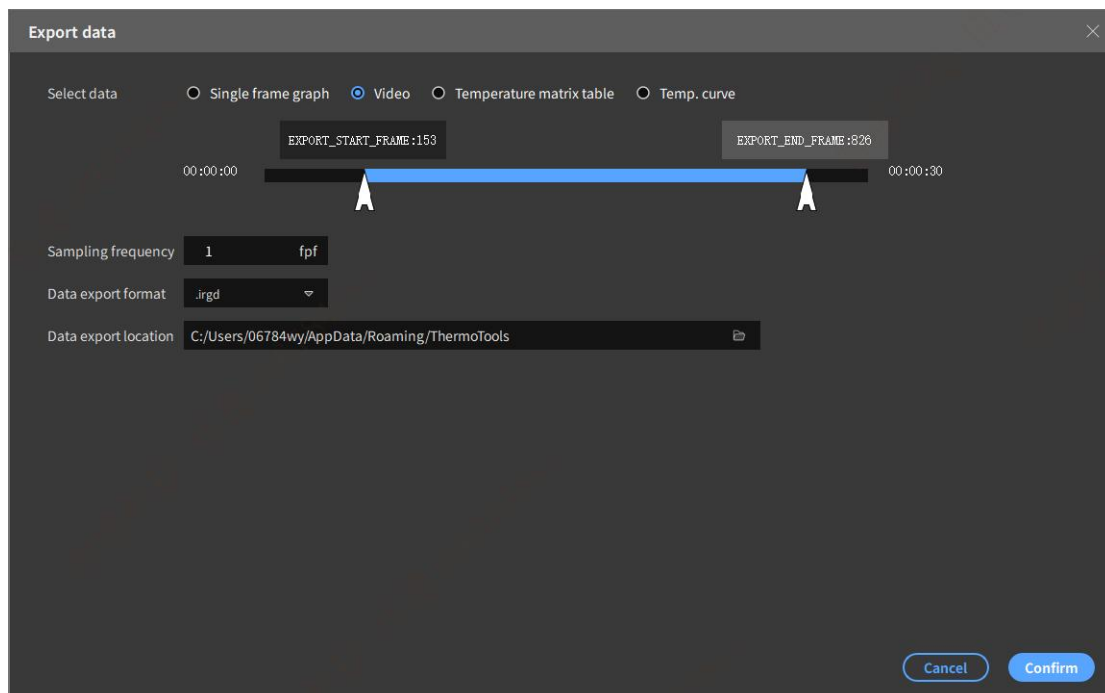 Export data
Select data Single frame graph Video Temperature matrix table Temp. curve
EXPORT_START_FRAME:153 EXPORT_END_FRAME:826
00:00:00 00:00:30
Sampling frequency 1 fpf
Data export format .irgd
Data export location C:/Users/06784wy/AppData/Roaming/ThermoTools
Cancel Confirm